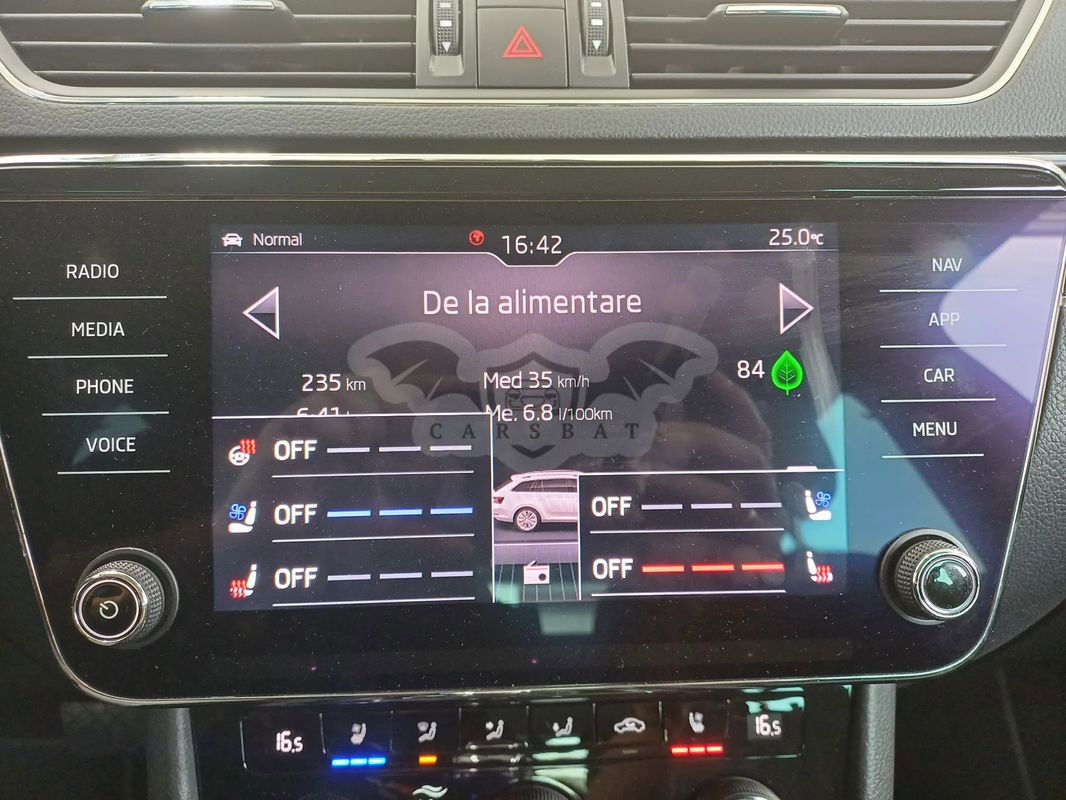 Normal
16:42
25.0°C
RADIO
NAV
De la alimentare
MEDIA
APP
84
235 km
Med 35 km/h
PHONE
CAR
Me. 6.8 l/100km
CARSBAT
MENU
VOICE
OFF
OFF
OFF
OFF
OFF
16.5
16.5